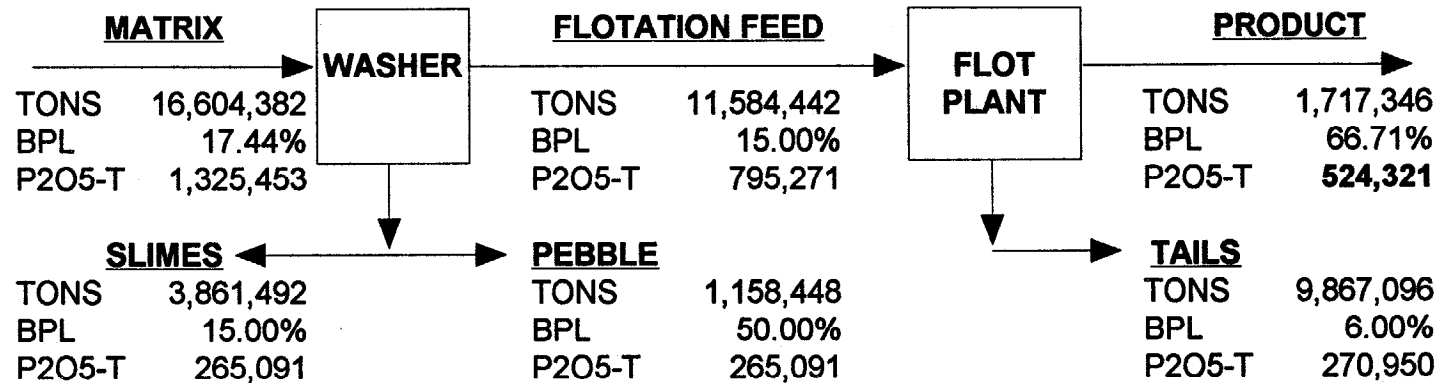 MATRIX FLOTATION FEED PRODUCT
WASHER FLOT PLANT
TONS 16,604,382 TONS 11,584,442 TONS 1,717,346
BPL 17.44% BPL 15.00% BPL 66.71%
P2O5-T 1,325,453 P2O5-T 795,271 P2O5-T 524,321
SLIMES PEBBLE TAILS
TONS 3,861,492 TONS 1,158,448 TONS 9,867,096
BPL 15.00% BPL 50.00% BPL 6.00%
P2O5-T 265,091 P2O5-T 265,091 P2O5-T 270,950